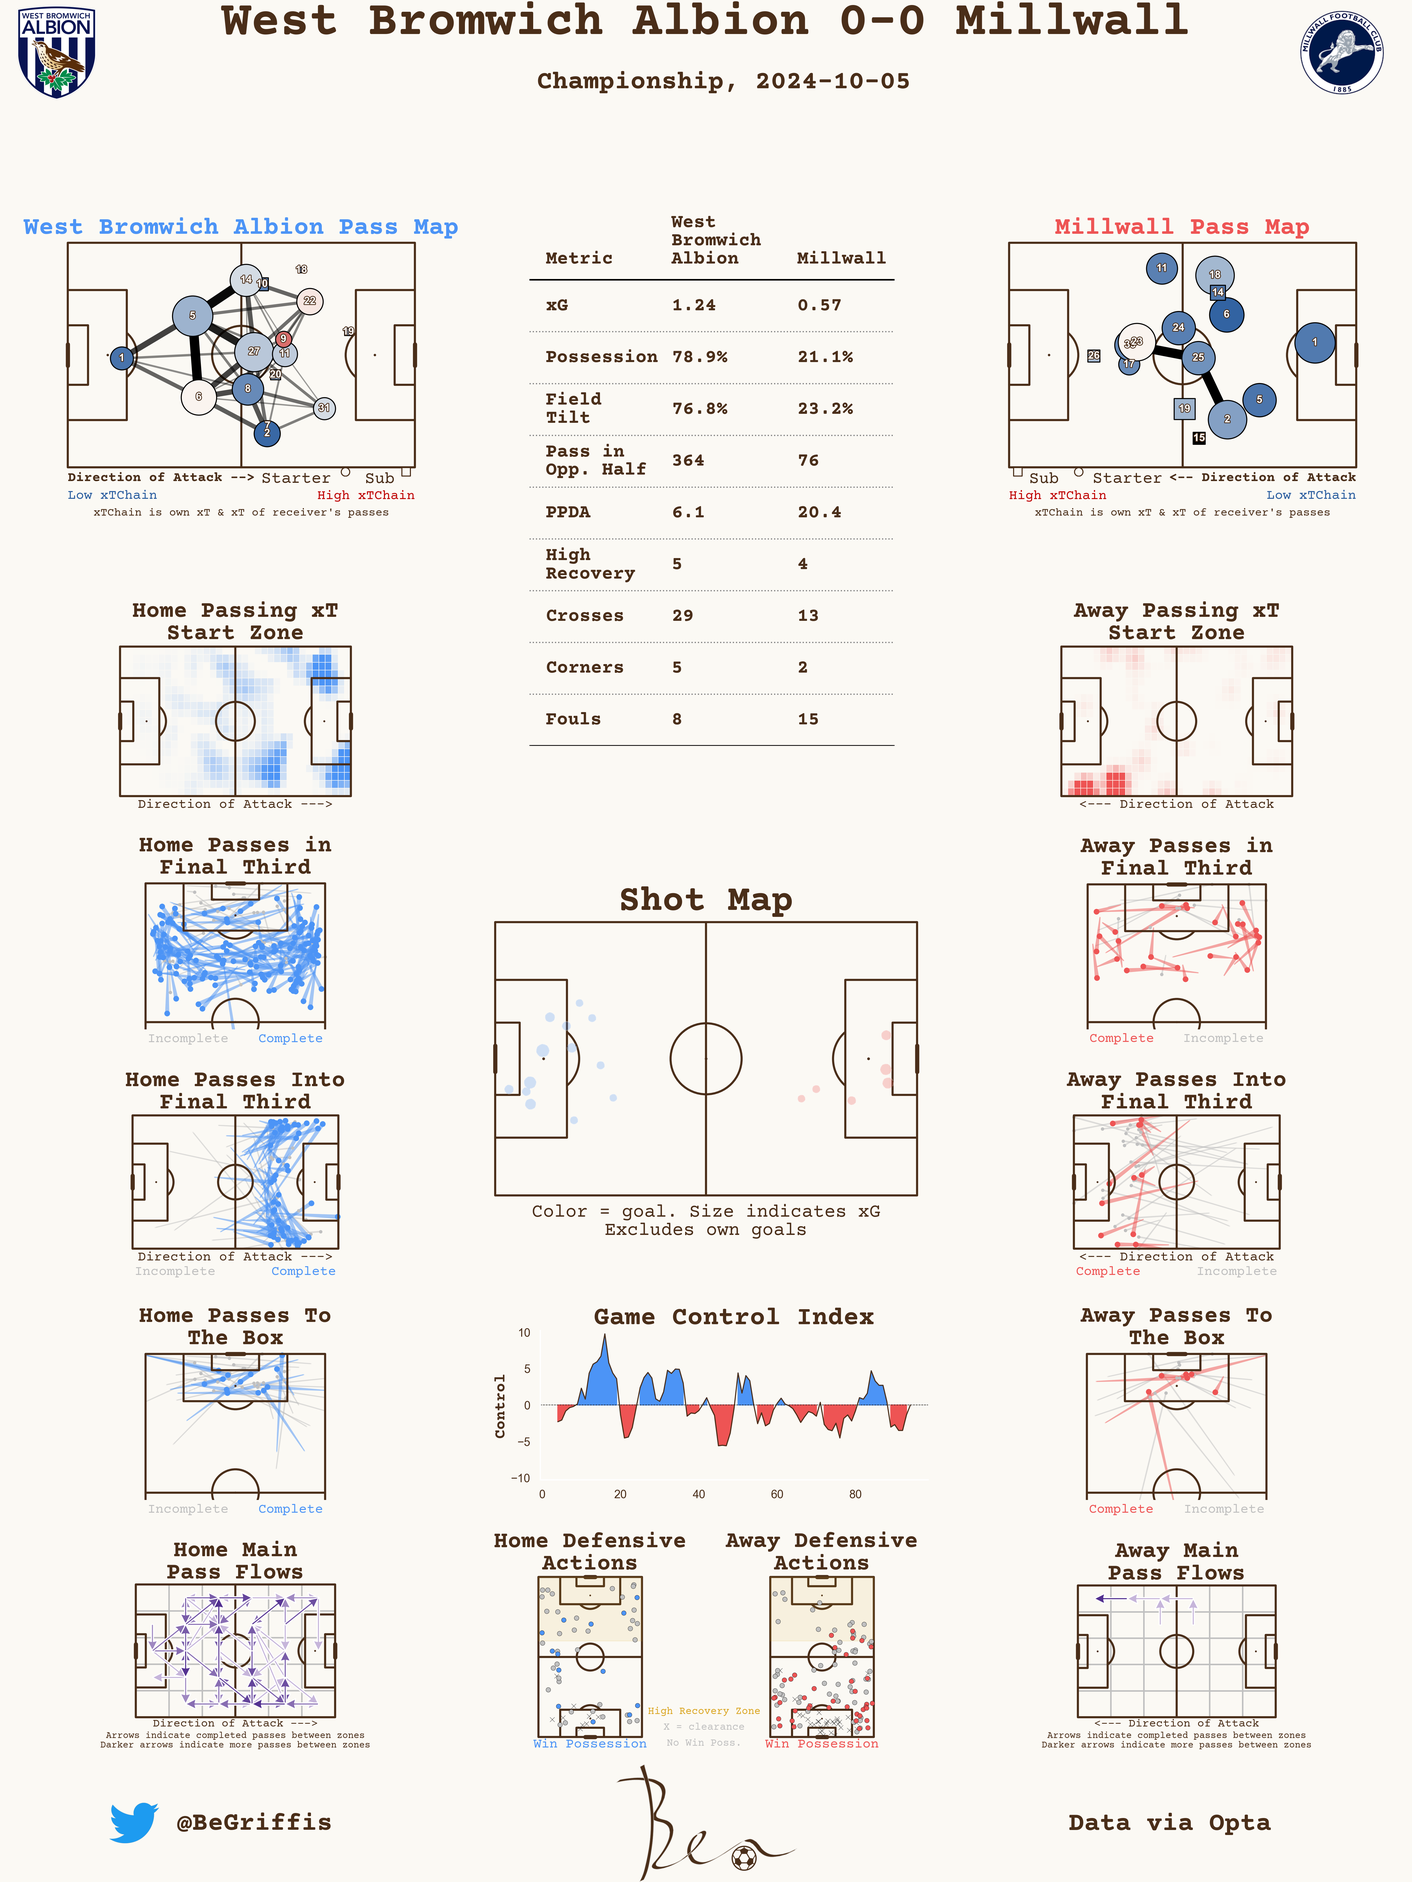 West Bromwich Albion 0-0 Millwall
Championship, 2024-10-05
WEST BROMWICH
ALBION
MILLWALL FOOTBALL CLUB
1885
West Bromwich Albion Pass Map
14
10
18
22
5
19
9
27
11
1
20
8
6
31
7
2
Direction of Attack --> Starter Sub
Low xTChain High xTChain
xTChain is own xT & xT of receiver's passes
Metric West Bromwich Albion Millwall
xG 1.24 0.57
Possession 78.9% 21.1%
Field Tilt 76.8% 23.2%
Pass in Opp. Half 364 76
PPDA 6.1 20.4
High Recovery 5 4
Crosses 29 13
Corners 5 2
Fouls 8 15
Millwall Pass Map
11
18
14
6
24
23
1
26
17
25
19
5
2
15
Sub Starter <-- Direction of Attack
High xTChain Low xTChain
xTChain is own xT & xT of receiver's passes
Home Passing xT
Start Zone
Direction of Attack --->
Away Passing xT
Start Zone
<--- Direction of Attack
Home Passes in
Final Third
Incomplete Complete
Away Passes in
Final Third
Complete Incomplete
Shot Map
Color = goal. Size indicates xG
Excludes own goals
Home Passes Into
Final Third
Direction of Attack --->
Incomplete Complete
Away Passes Into
Final Third
<--- Direction of Attack
Complete Incomplete
Home Passes To
The Box
Incomplete Complete
Game Control Index
Control
10
5
0
−5
−10
0 20 40 60 80
Away Passes To
The Box
Complete Incomplete
Home Main
Pass Flows
Direction of Attack --->
Arrows indicate completed passes between zones
Darker arrows indicate more passes between zones
Home Defensive
Actions
Win Possession
Away Defensive
Actions
Win Possession
High Recovery Zone
X = clearance
No Win Poss.
Away Main
Pass Flows
<--- Direction of Attack
Arrows indicate completed passes between zones
Darker arrows indicate more passes between zones
@BeGriffis
Ben
Data via Opta